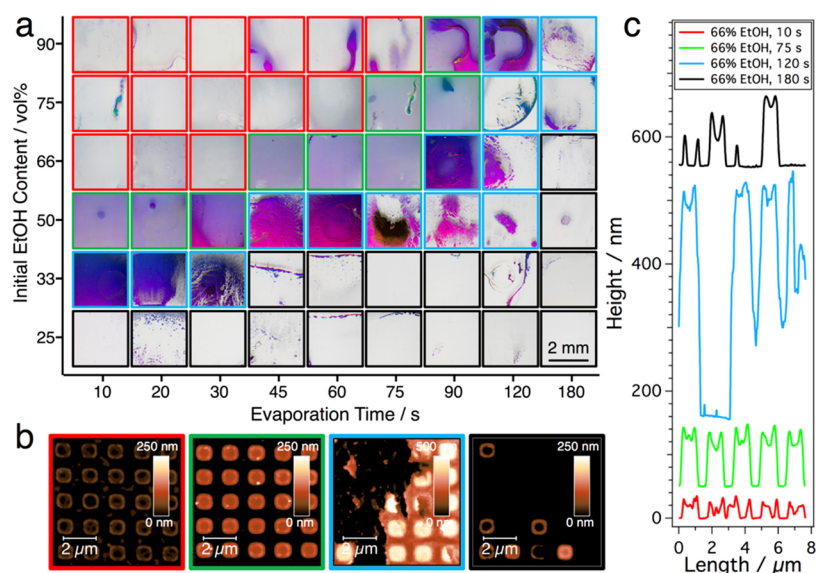 a
Initial EtOH Content / vol%
90
75
66
50
33
25
2 mm
10 20 30 45 60 75 90 120 180
Evaporation Time / s
b
250 nm
0 nm
2 µm
250 nm
0 nm
2 µm
500
0 nm
2 µm
250 nm
0 nm
2 µm
c
66% EtOH, 10 s
66% EtOH, 75 s
66% EtOH, 120 s
66% EtOH, 180 s
Height / nm
600
400
200
0
0 2 4 6 8
Length / µm